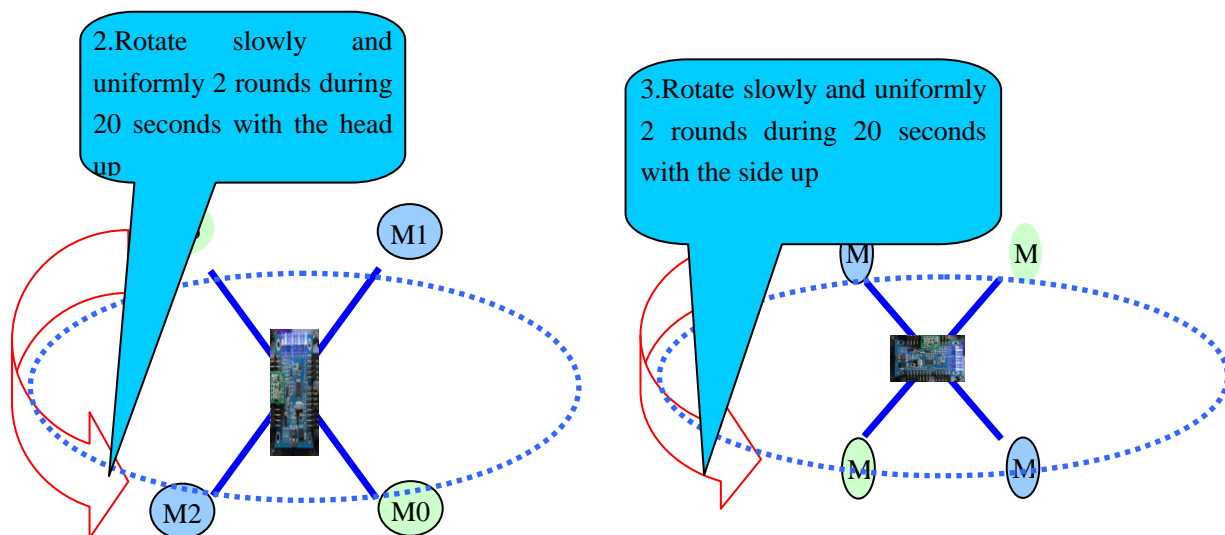 2.Rotate slowly and
uniformly 2 rounds during
20 seconds with the head
up
3.Rotate slowly and uniformly
2 rounds during 20 seconds
with the side up
M1
M M
M M
M2 M0